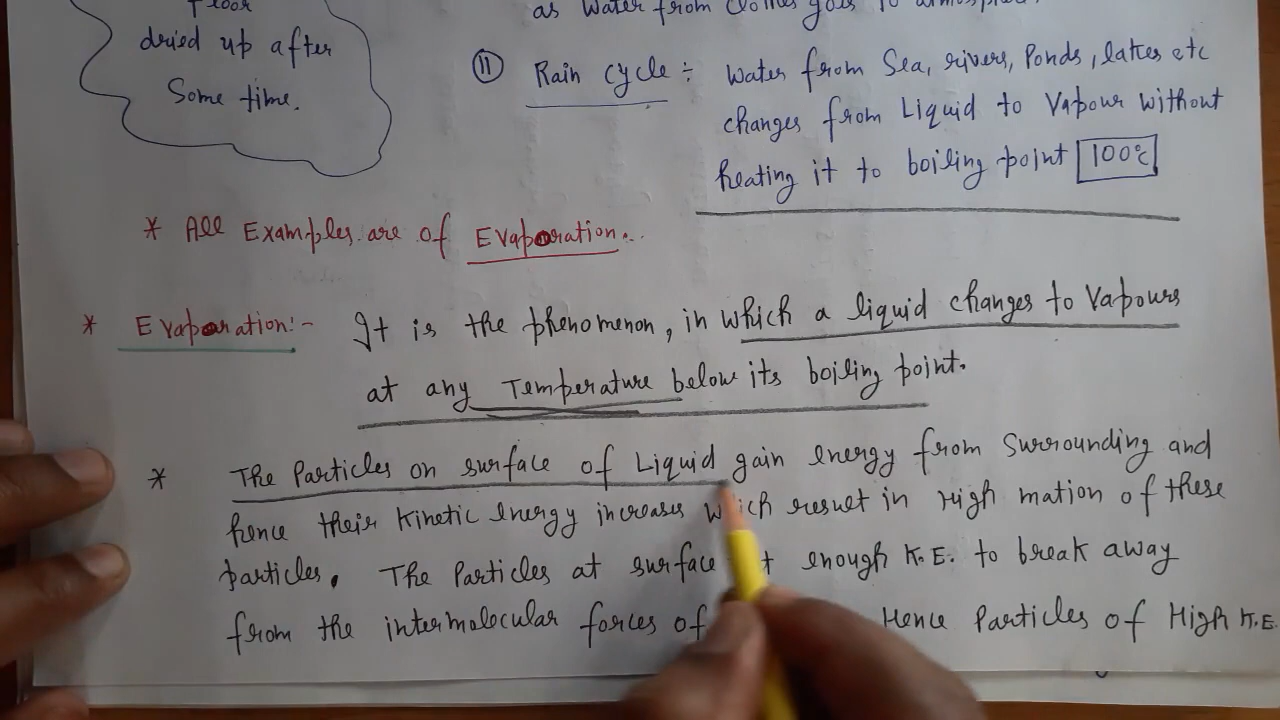 Floor
dried up after
Some time.
as Water from Clothes goes to atmosphere.
(11) Rain Cycle :- Water from Sea, rivers, Ponds, lakes etc
changes from Liquid to Vapour without
heating it to boiling point 100°C
* All Examples are of Evaporation..
* Evaporation:- It is the phenomenon, in which a liquid changes to Vapours
at any Temperature below its boiling point.
* The Particles on surface of Liquid gain energy from Surrounding and
hence their Kinetic energy increases which result in High mation of these
particles. The Particles at surface enough K.E. to break away
from the intermolecular forces of Hence Particles of High K.E.